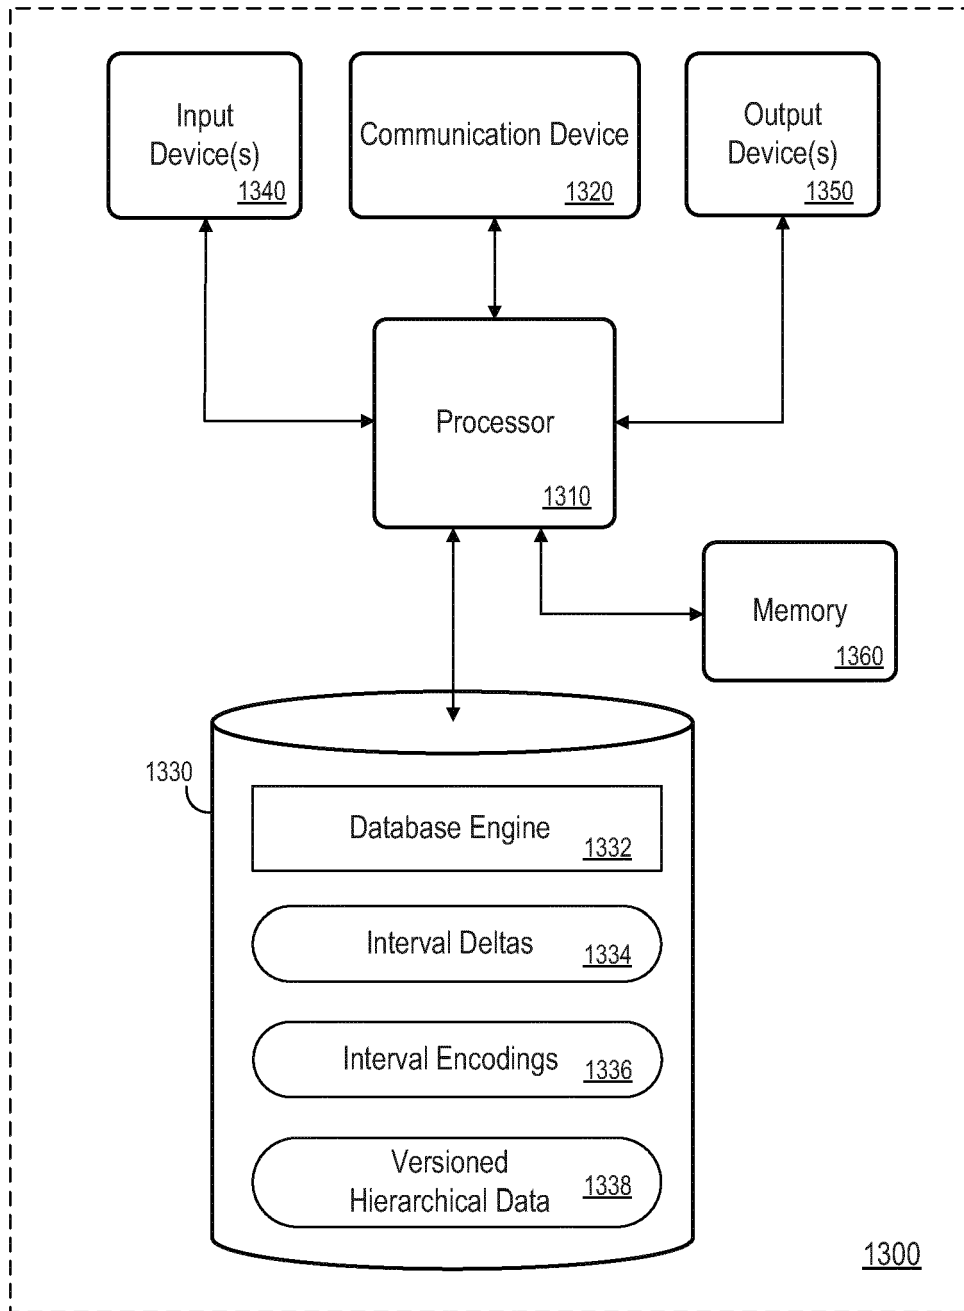 Input
Device(s)
1340
Communication Device
1320
Output
Device(s)
1350
Processor
1310
Memory
1360
1330
Database Engine
1332
Interval Deltas
1334
Interval Encodings
1336
Versioned
Hierarchical Data
1338
1300